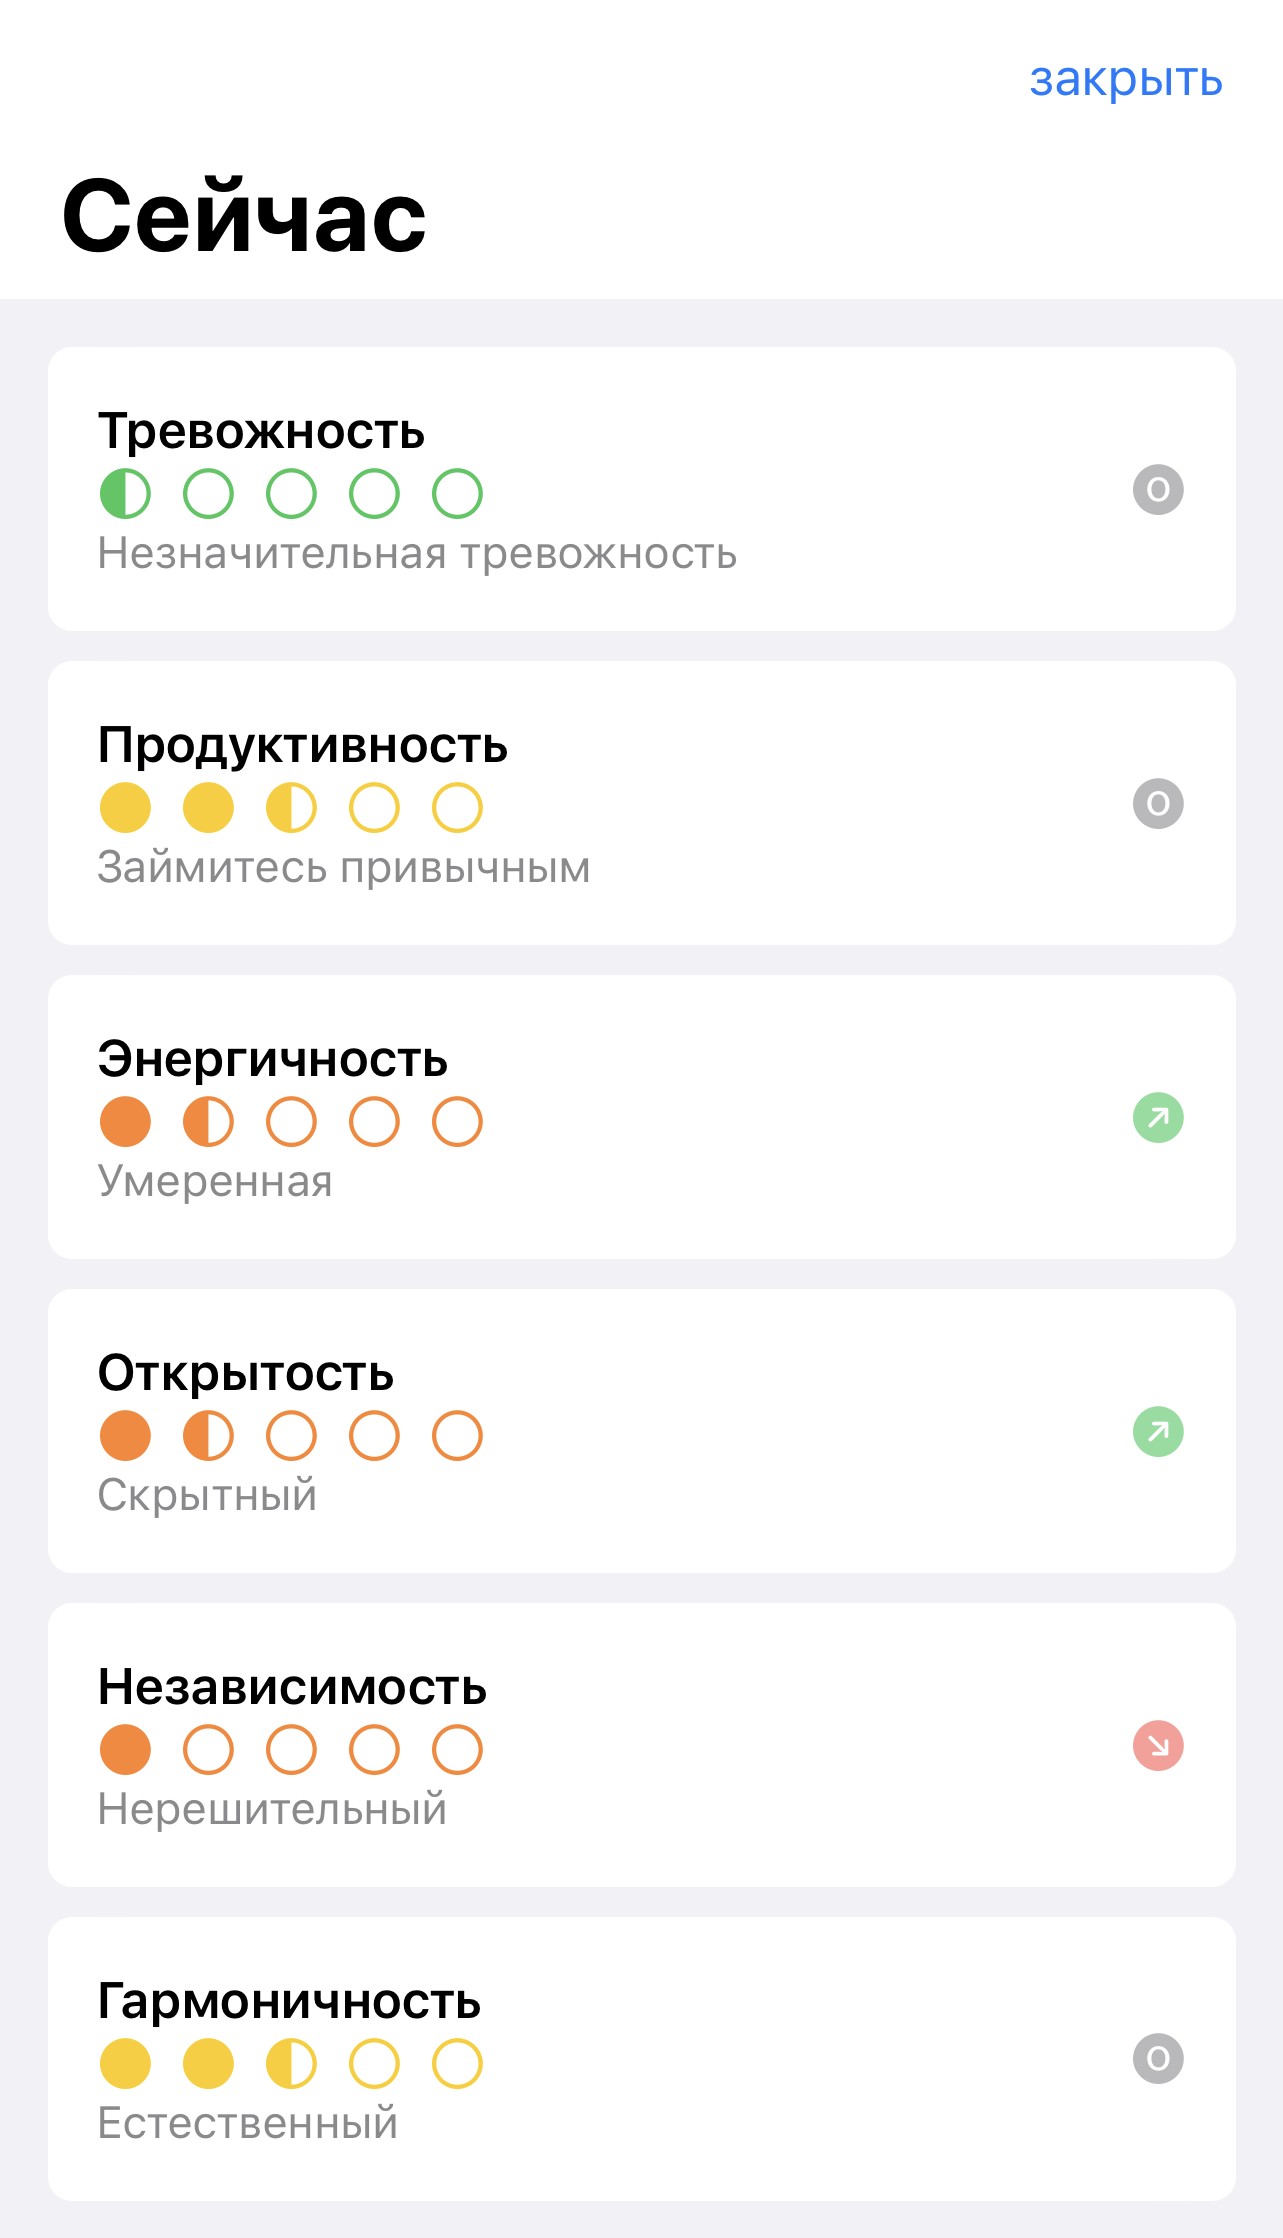 закрыть
Сейчас
Тревожность
Незначительная тревожность
Продуктивность
Займитесь привычным
Энергичность
Умеренная
Открытость
Скрытный
Независимость
Нерешительный
Гармоничность
Естественный